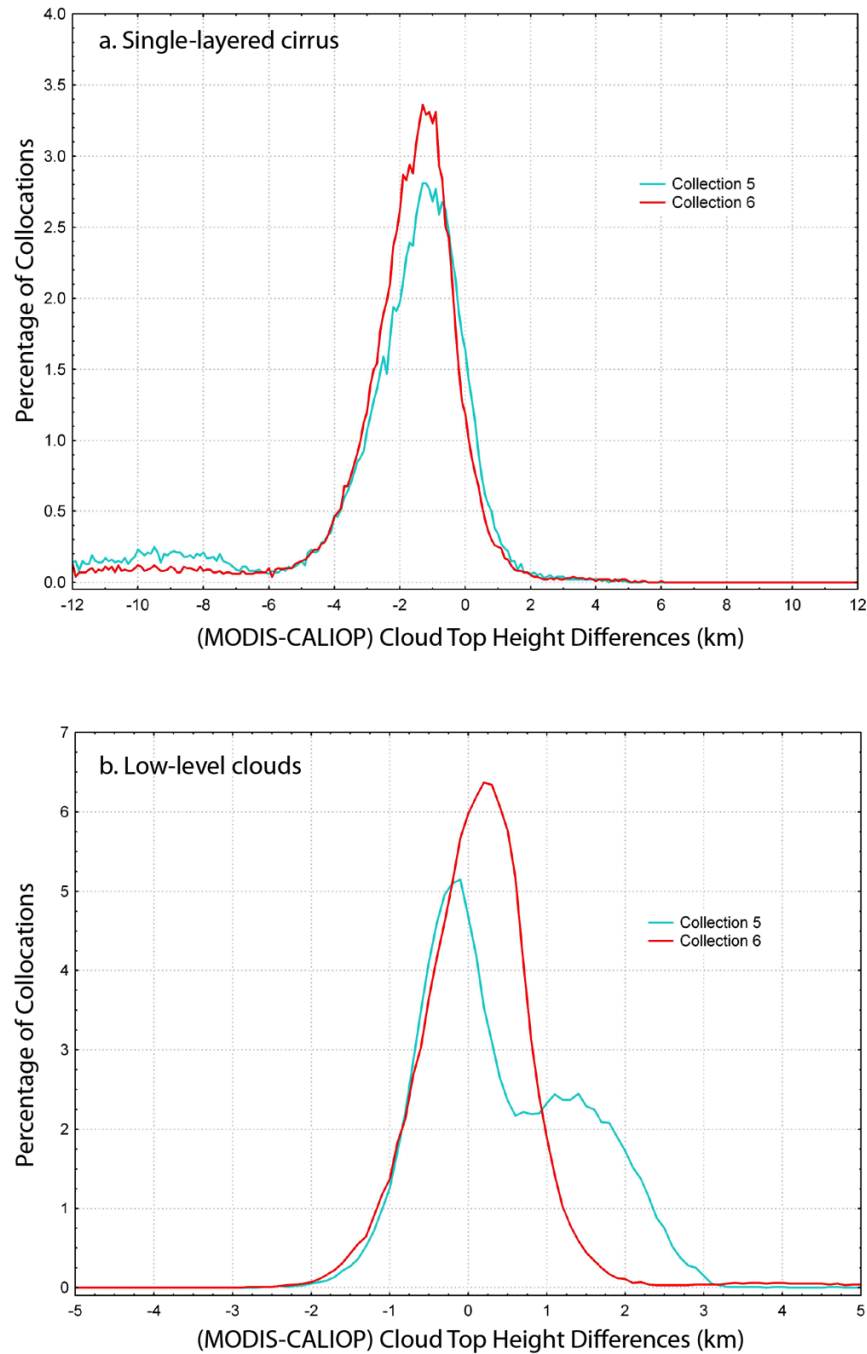 4.0
a. Single-layered cirrus
3.5
3.0
Collection 5
Collection 6
2.5
2.0
1.5
1.0
0.5
0.0
Percentage of Collocations
-12 -10 -8 -6 -4 -2 0 2 4 6 8 10 12
(MODIS-CALIOP) Cloud Top Height Differences (km)
7
b. Low-level clouds
6
5
Collection 5
Collection 6
4
3
2
1
0
Percentage of Collocations
-5 -4 -3 -2 -1 0 1 2 3 4 5
(MODIS-CALIOP) Cloud Top Height Differences (km)